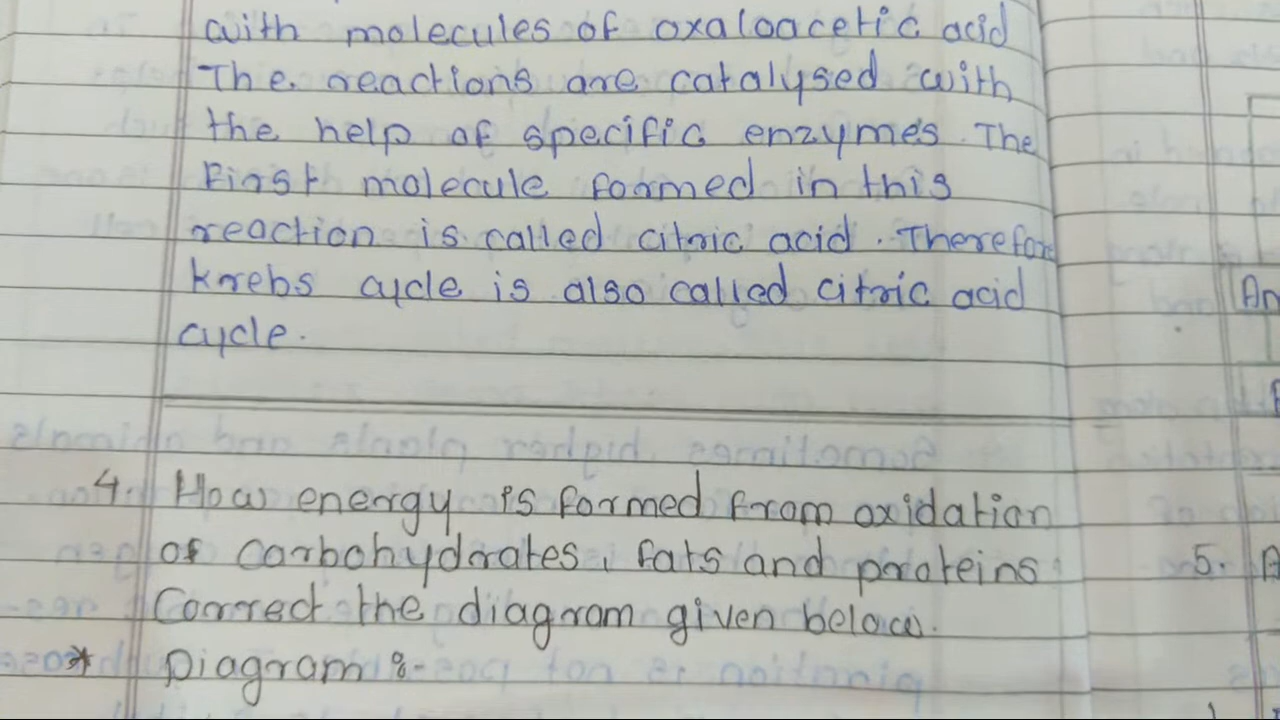 with molecules of oxaloacetic acid
The reactions are catalysed with
the help of specific enzymes. The
First molecule formed in this
reaction is called citric acid. Therefore
Krebs cycle is also called citric acid
cycle.
4 How energy is formed from oxidation
of carbohydrates, fats and proteins
Correct the diagram given below.
* Diagram :-
An
5. A